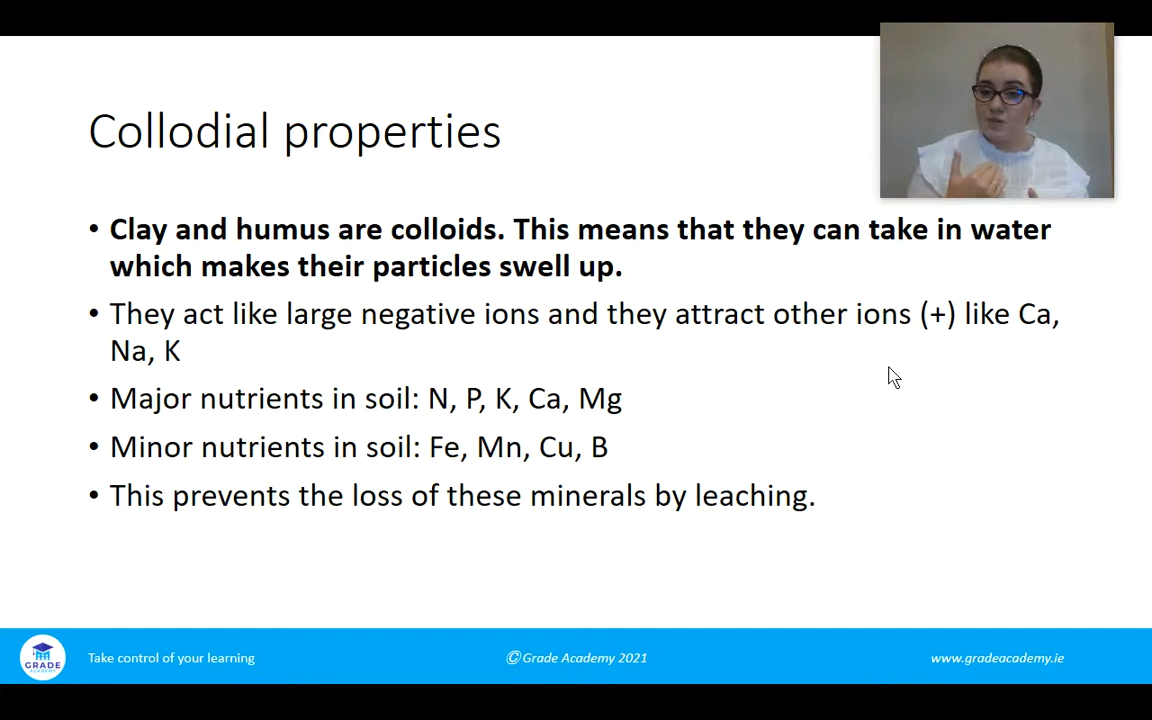 Collodial properties
• Clay and humus are colloids. This means that they can take in water
which makes their particles swell up.
• They act like large negative ions and they attract other ions (+) like Ca,
Na, K
• Major nutrients in soil: N, P, K, Ca, Mg
• Minor nutrients in soil: Fe, Mn, Cu, B
• This prevents the loss of these minerals by leaching.
GRADE
ACADEMY
Take control of your learning
©Grade Academy 2021
www.gradeacademy.ie